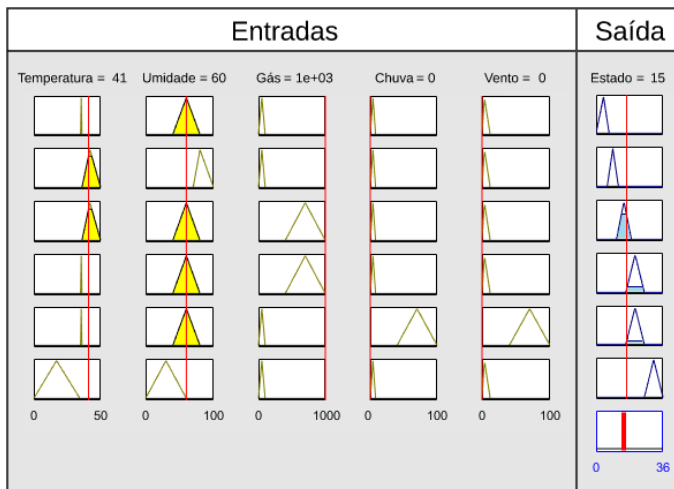 Entradas
Saída
Temperatura = 41
Umidade = 60
Gás = 1e+03
Chuva = 0
Vento = 0
Estado = 15
0 50
0 100
0 1000
0 100
0 100
0 36